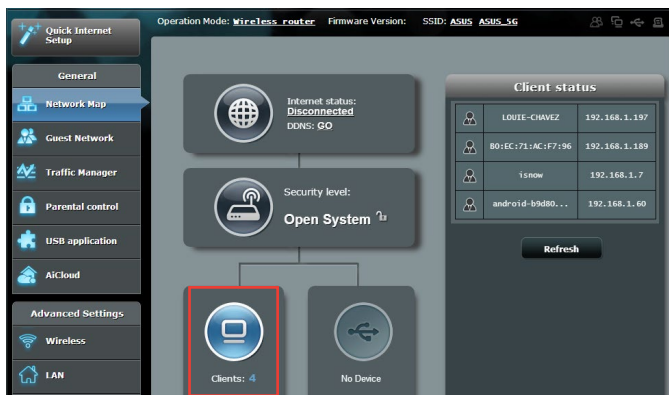 Quick Internet
Setup
Operation Mode: Wireless router Firmware Version: SSID: ASUS ASUS_5G
General
Network Map
Guest Network
Traffic Manager
Parental control
USB application
AiCloud
Advanced Settings
Wireless
LAN
Internet status:
Disconnected
DDNS: GO
Security level:
Open System
Clients: 4
No Device
Client status
LOUIE-CHAVEZ 192.168.1.197
B0:EC:71:AC:F7:96 192.168.1.189
isnow 192.168.1.7
android-b9d80... 192.168.1.60
Refresh